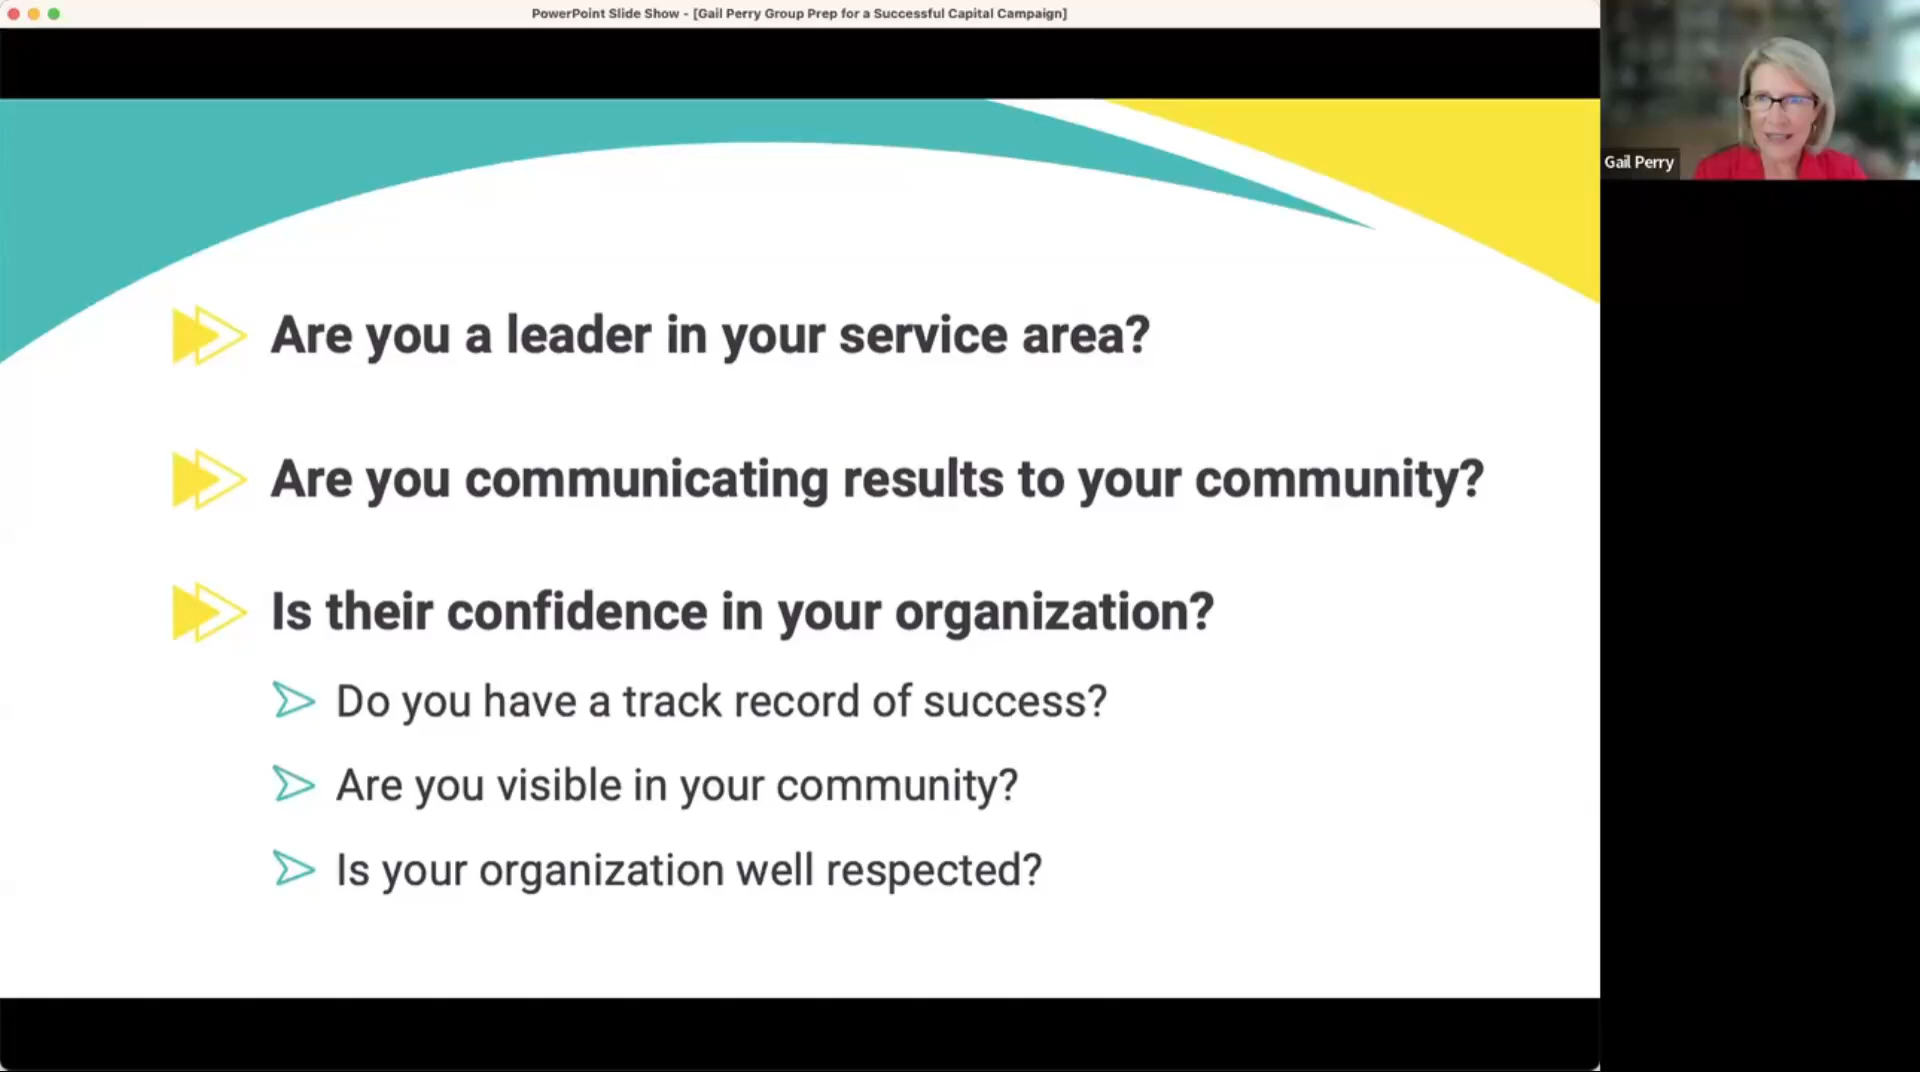 PowerPoint Slide Show - [Gail Perry Group Prep for a Successful Capital Campaign]
Gail Perry
Are you a leader in your service area?
Are you communicating results to your community?
Is their confidence in your organization?
Do you have a track record of success?
Are you visible in your community?
Is your organization well respected?